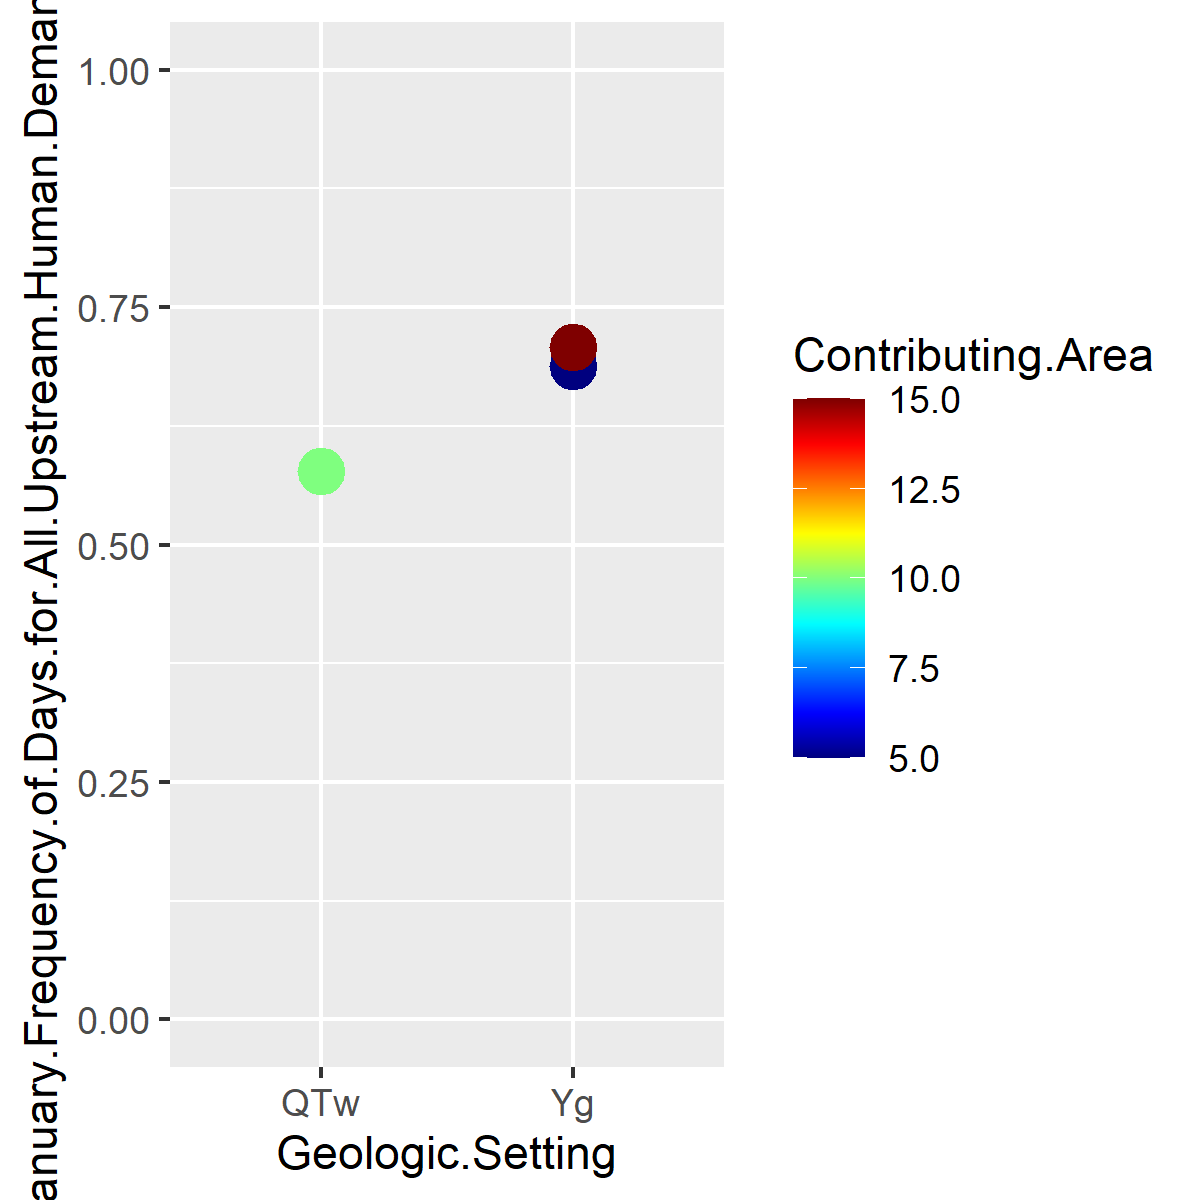 anuary.Frequency.of.Days.for.All.Upstream.Human.Deman
1.00
0.75
0.50
0.25
0.00
QTw
Yg
Geologic.Setting
Contributing.Area
15.0
12.5
10.0
7.5
5.0